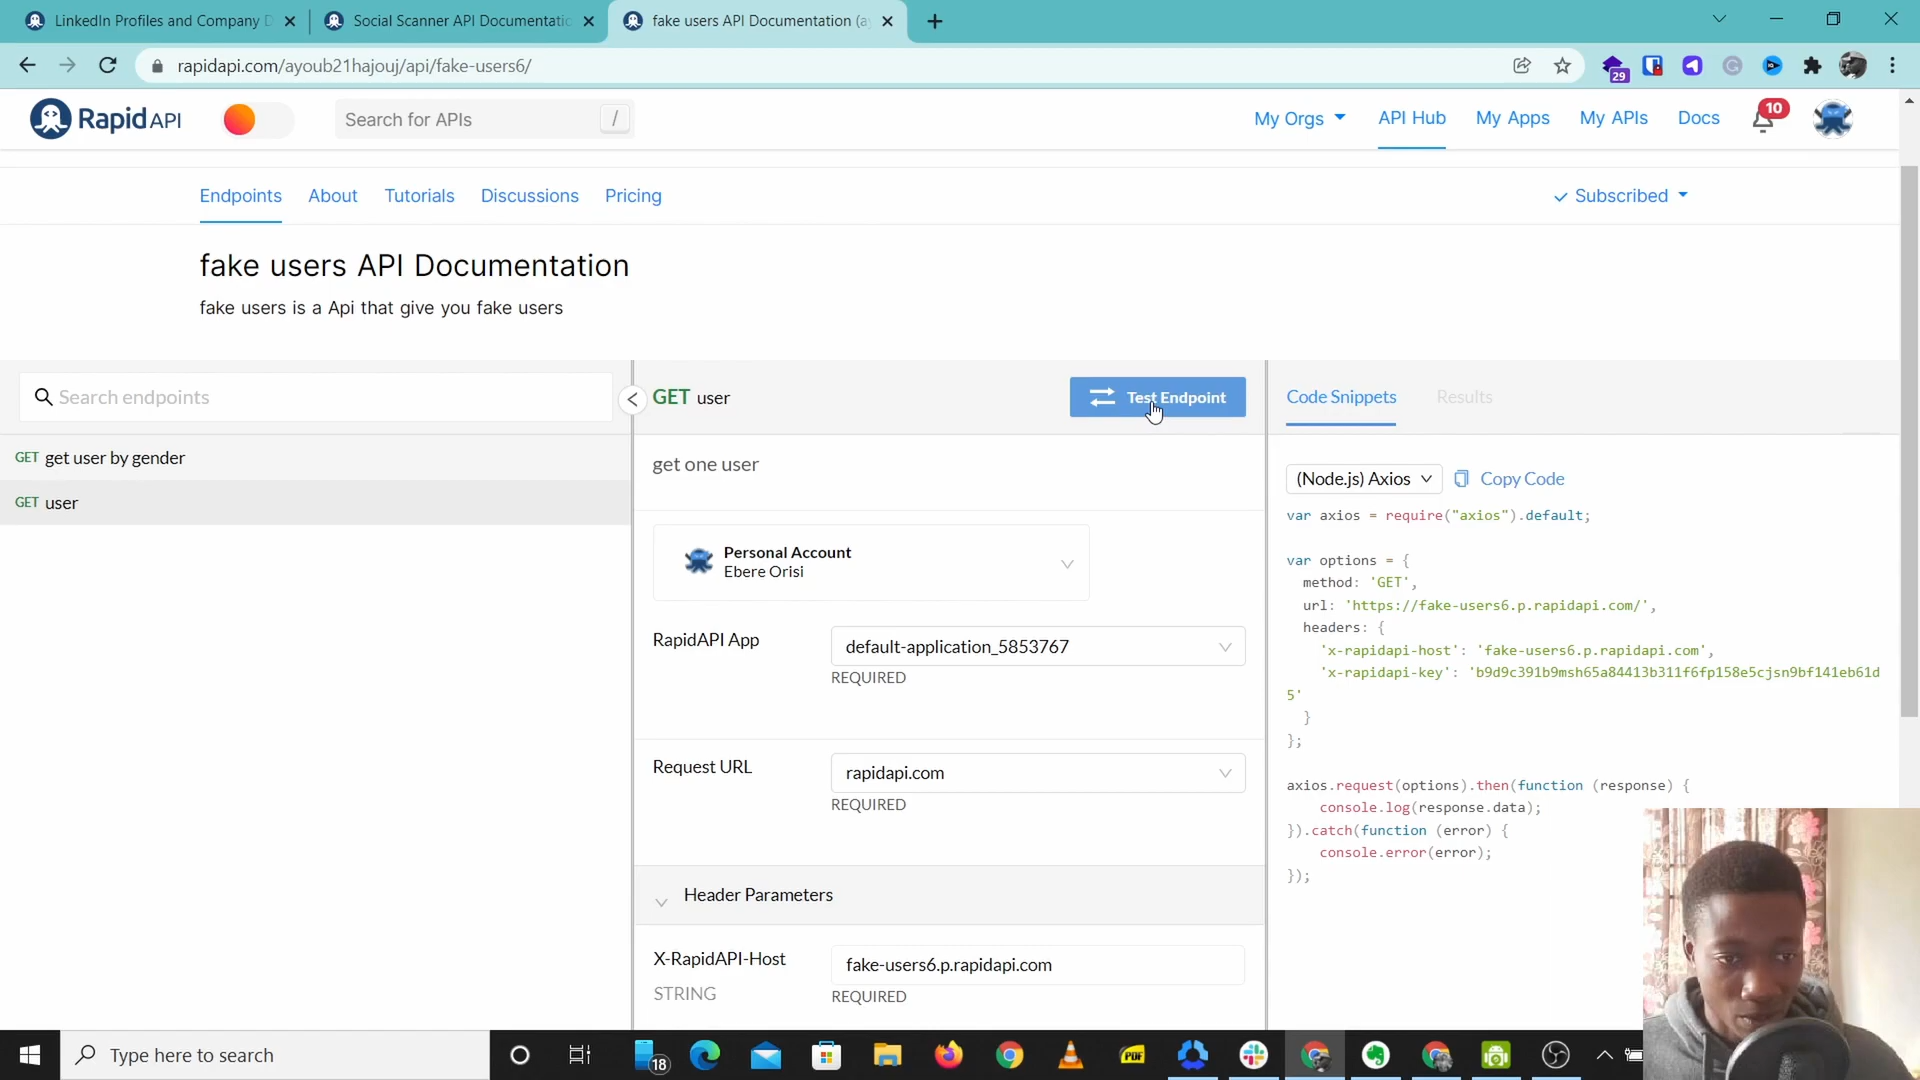 LinkedIn Profiles and Company D
Social Scanner API Documentatic
fake users API Documentation (ay
rapidapi.com/ayoub21hajouj/api/fake-users6/
29
Rapid API
Search for APIs
/
My Orgs
API Hub
My Apps
My APIs
Docs
10
Endpoints
About
Tutorials
Discussions
Pricing
Subscribed
fake users API Documentation
fake users is a Api that give you fake users
Search endpoints
GET get user by gender
GET user
GET user
Test Endpoint
get one user
Personal Account
Ebere Orisi
RapidAPI App
default-application_5853767
REQUIRED
Request URL
rapidapi.com
REQUIRED
Header Parameters
X-RapidAPI-Host
fake-users6.p.rapidapi.com
STRING
REQUIRED
Code Snippets
Results
(Node.js) Axios
Copy Code
var axios = require("axios").default;
var options = {
method: 'GET',
url: 'https://fake-users6.p.rapidapi.com/',
headers: {
'x-rapidapi-host': 'fake-users6.p.rapidapi.com',
'x-rapidapi-key': 'b9d9c391b9msh65a84413b311f6fp158e5cjsn9bf141eb61d
5'
}
};
axios.request(options).then(function (response) {
console.log(response.data);
}).catch(function (error) {
console.error(error);
});
Type here to search
18
PDF